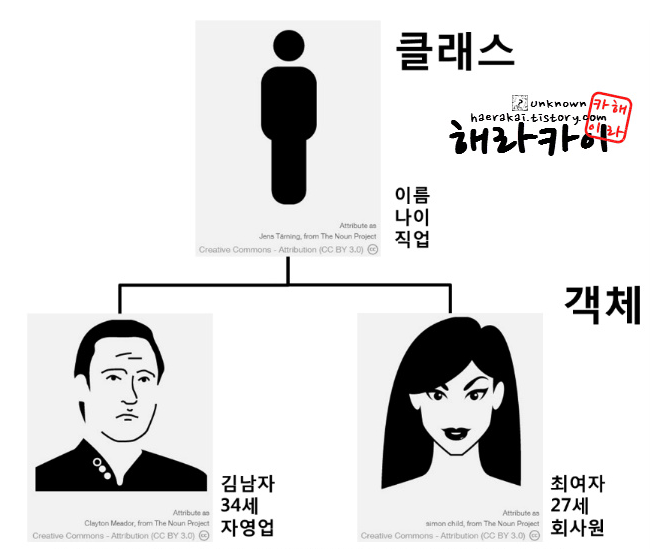 클래스
unknown
haerakai.tistory.com
해라카이
카해
이라
이름
나이
직업
Attribute as
Jens Tärning, from The Noun Project
Creative Commons - Attribution (CC BY 3.0) cc
객체
김남자
34세
자영업
Attribute as
Clayton Meador, from The Noun Project
Creative Commons - Attribution (CC BY 3.0) cc
최여자
27세
회사원
Attribute as
simon child, from The Noun Project
Creative Commons - Attribution (CC BY 3.0) cc